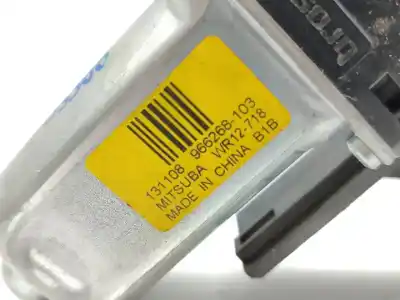 131108 966268-103
MITSUBA WR12-718
MADE IN CHINA B1B